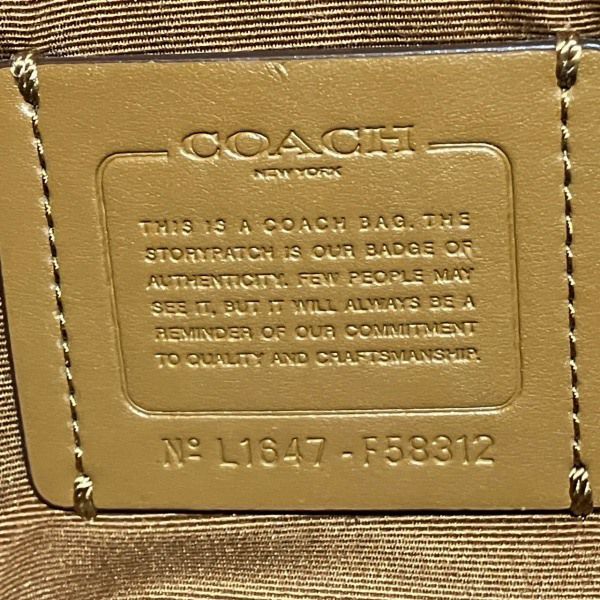 COACH
NEW YORK
THIS IS A COACH BAG. THE
STORYPATCH IS OUR BADGE OF
AUTHENTICITY. FEW PEOPLE MAY
SEE IT, BUT IT WILL ALWAYS BE A
REMINDER OF OUR COMMITMENT
TO QUALITY AND CRAFTSMANSHIP.
Nº L1647 - F58312